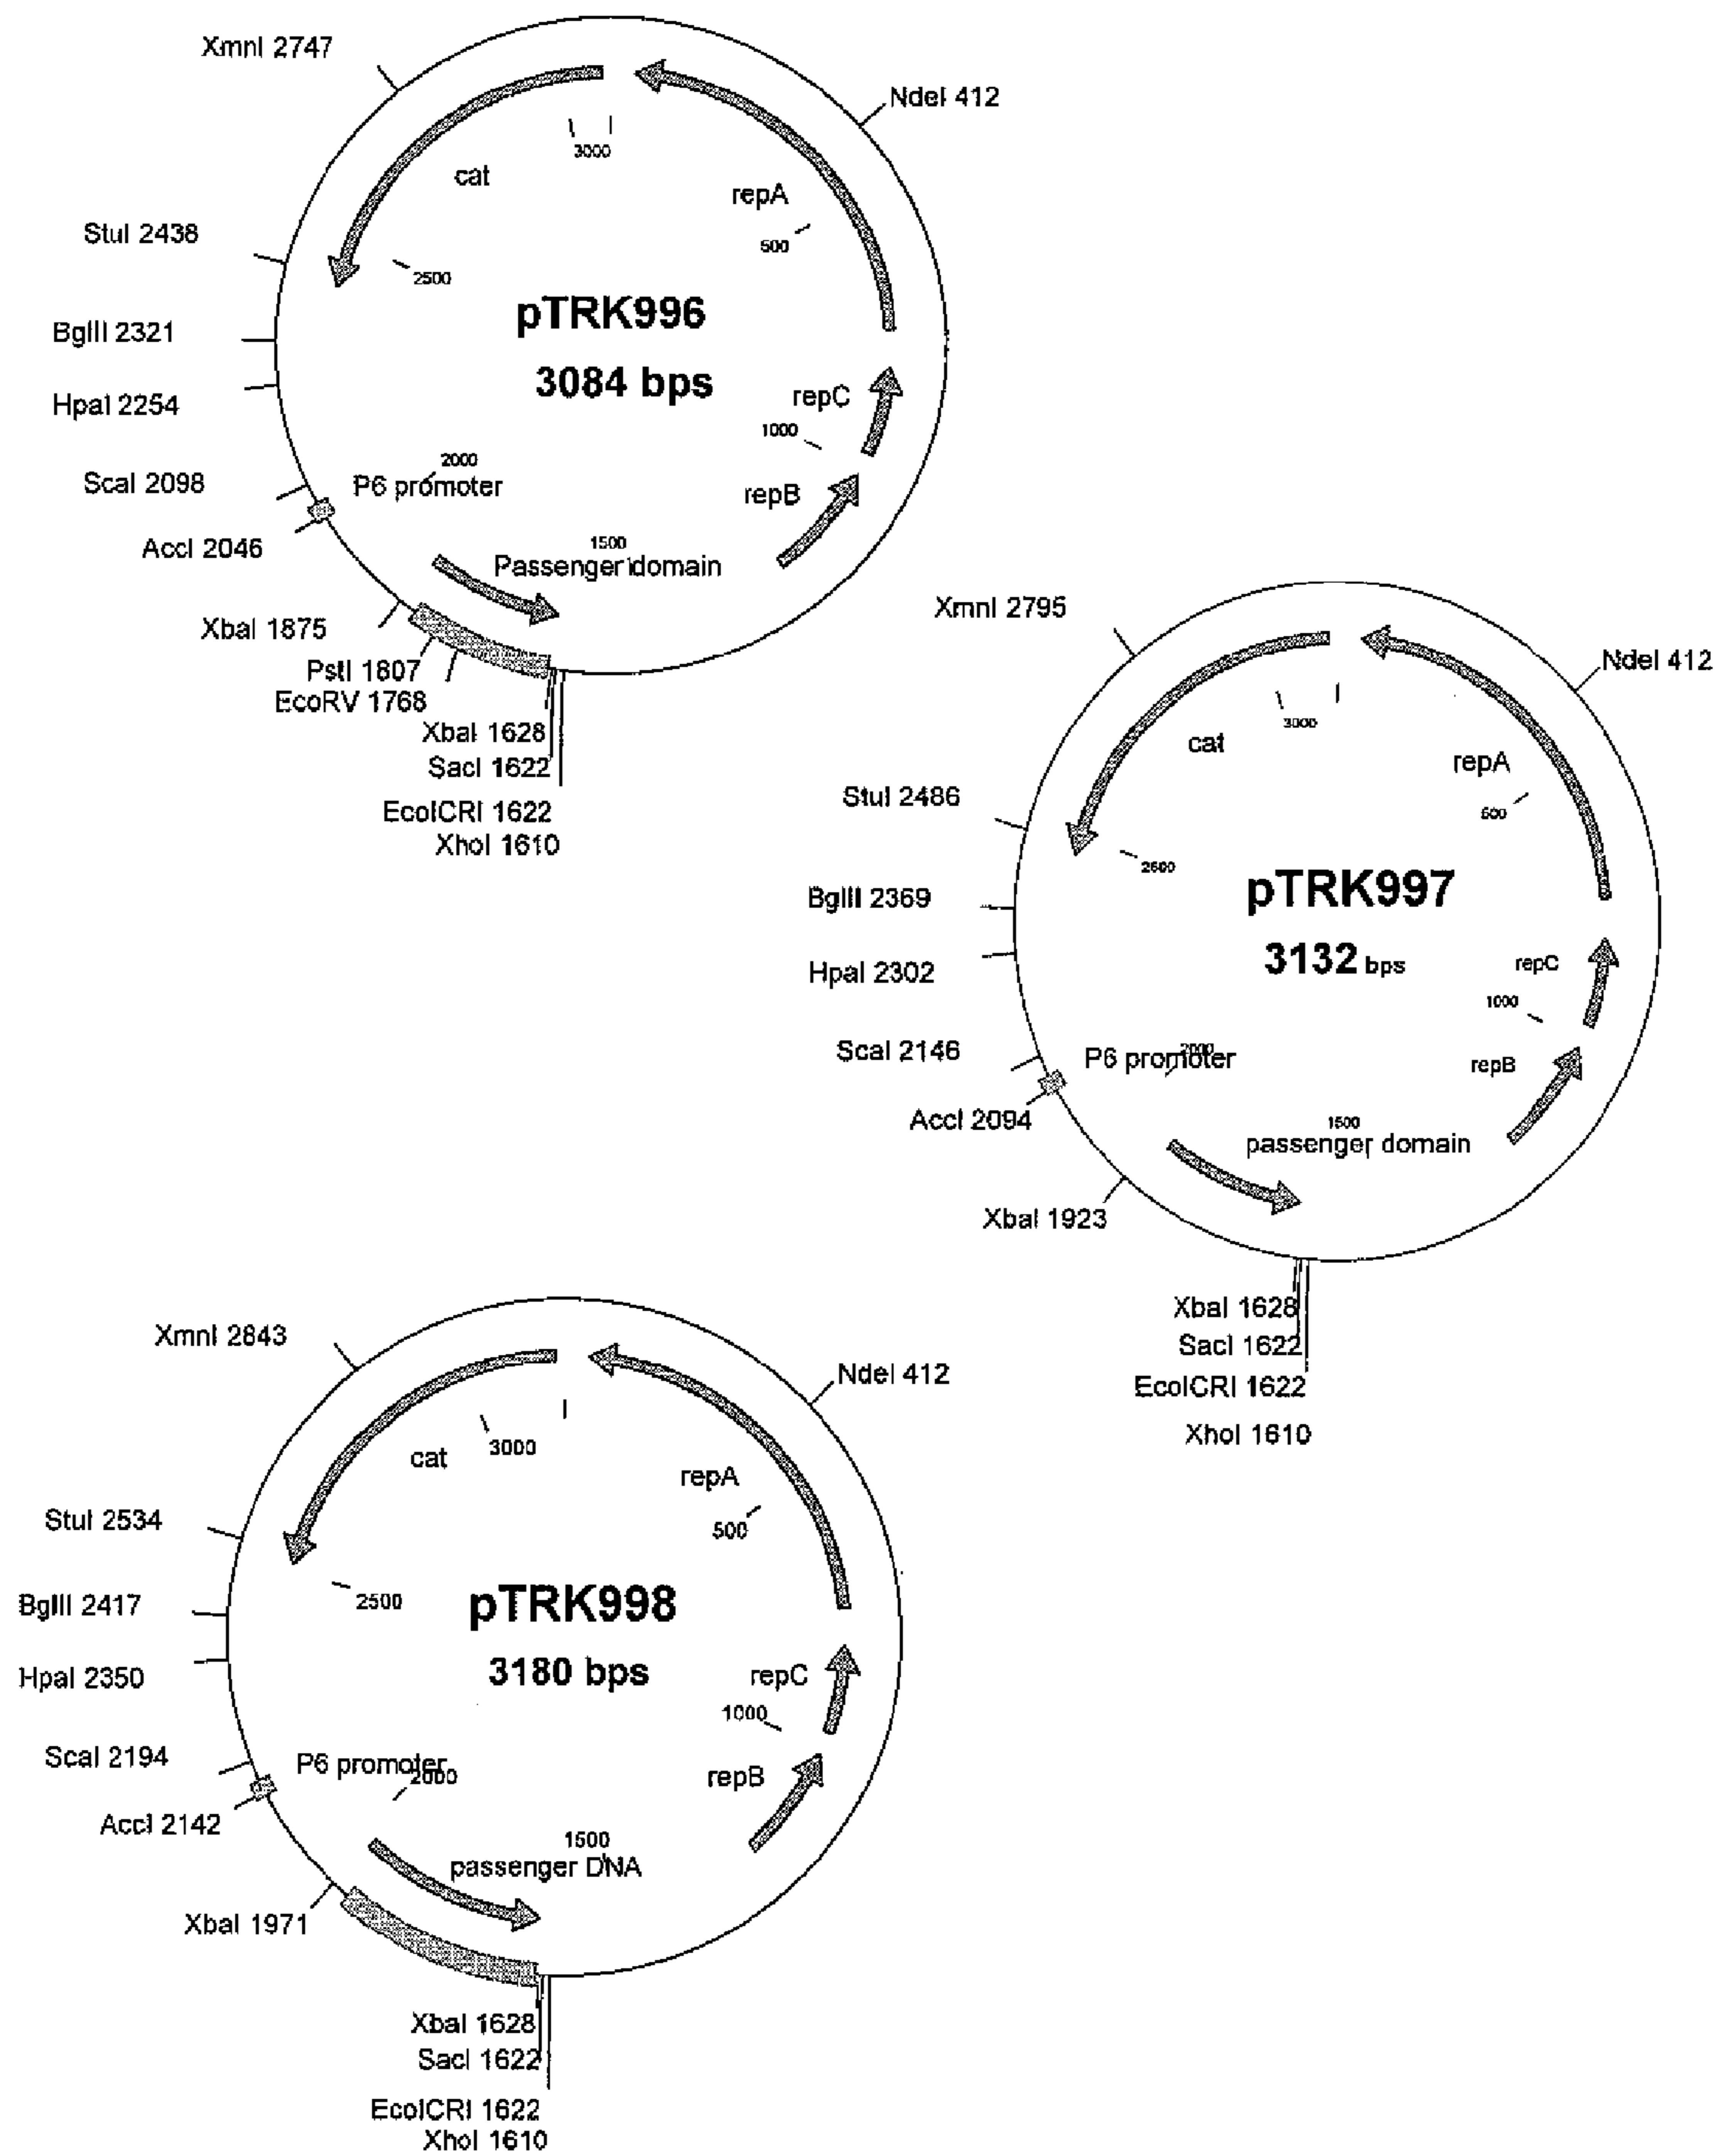 XmnI 2747
NdeI 412
3000
cat
repA
StuI 2438
500
2500
pTRK996
BglII 2321
3084 bps
HpaI 2254
repC
1000
2000
ScaI 2098
P6 promoter
repB
AccI 2046
1500
Passenger domain
XbaI 1875
PstI 1807
EcoRV 1768
XbaI 1628
SacI 1622
EcoICRI 1622
XhoI 1610
XmnI 2795
NdeI 412
3000
cat
repA
StuI 2486
500
2500
pTRK997
BglII 2369
3132 bps
HpaI 2302
repC
1000
ScaI 2146
2000
P6 promoter
repB
AccI 2094
1500
passenger domain
XbaI 1923
XbaI 1628
SacI 1622
EcoICRI 1622
XhoI 1610
XmnI 2843
NdeI 412
3000
cat
repA
StuI 2534
500
2500
pTRK998
BglII 2417
3180 bps
HpaI 2350
repC
1000
ScaI 2194
P6 promoter
2000
repB
AccI 2142
1500
passenger DNA
XbaI 1971
XbaI 1628
SacI 1622
EcoICRI 1622
XhoI 1610